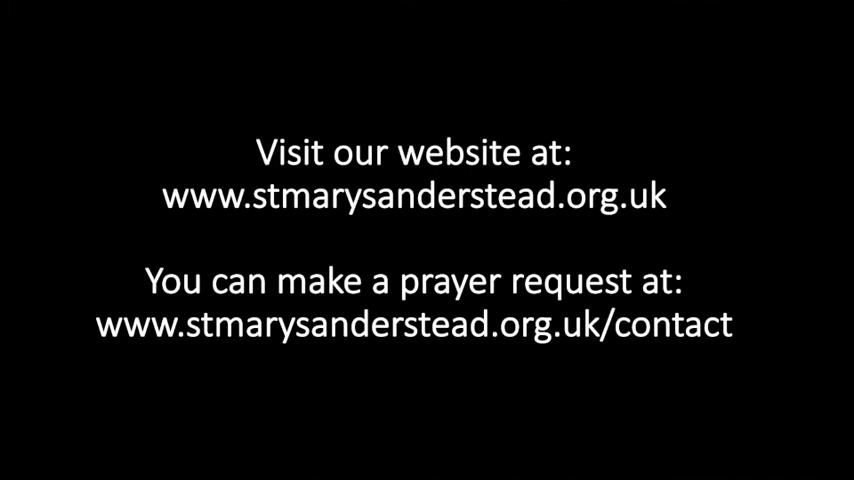 Visit our website at:
www.stmarysanderstead.org.uk
You can make a prayer request at:
www.stmarysanderstead.org.uk/contact